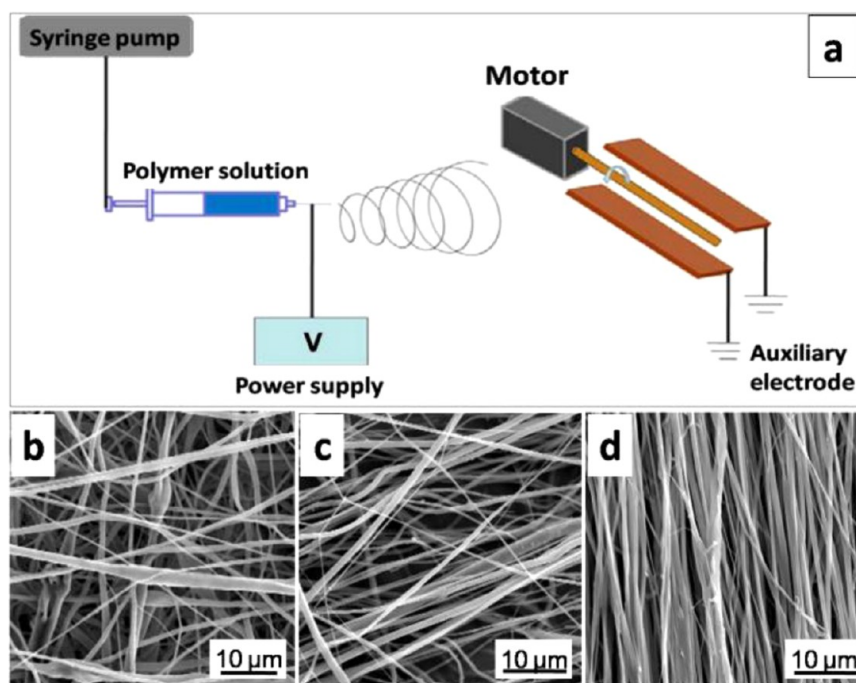 Syringe pump
a
Motor
Polymer solution
V
Power supply
Auxiliary
electrode
b
c
d
10 µm
10 µm
10 µm